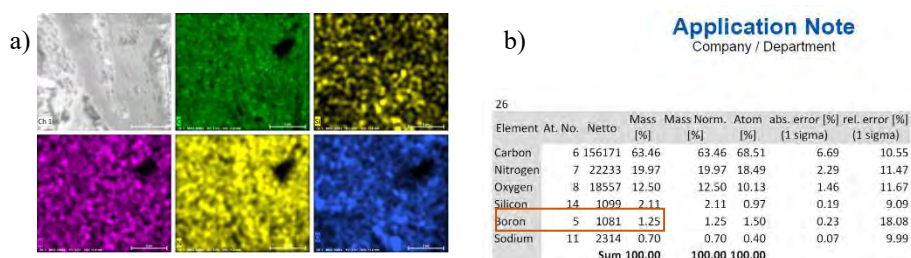 a)
Ch 1
Si
b)
Application Note
Company / Department
26
Element At. No. Netto Mass [%] Mass Norm. [%] Atom [%] abs. error [%] (1 sigma) rel. error [%] (1 sigma)
Carbon 6 156171 63.46 63.46 68.51 6.69 10.55
Nitrogen 7 22233 19.97 19.97 18.49 2.29 11.47
Oxygen 8 18557 12.50 12.50 10.13 1.46 11.67
Silicon 14 1099 2.11 2.11 0.97 0.19 9.09
Boron 5 1081 1.25 1.25 1.50 0.23 18.08
Sodium 11 2314 0.70 0.70 0.40 0.07 9.99
Sum 100.00 100.00 100.00